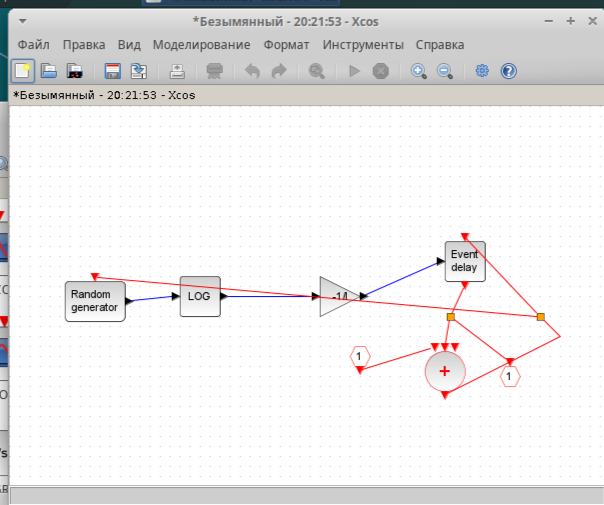 *Безымянный - 20:21:53 - Xcos
Файл Правка Вид Моделирование Формат Инструменты Справка
*Безымянный - 20:21:53 - Xcos
Event
delay
Random
generator
LOG
1
+
1